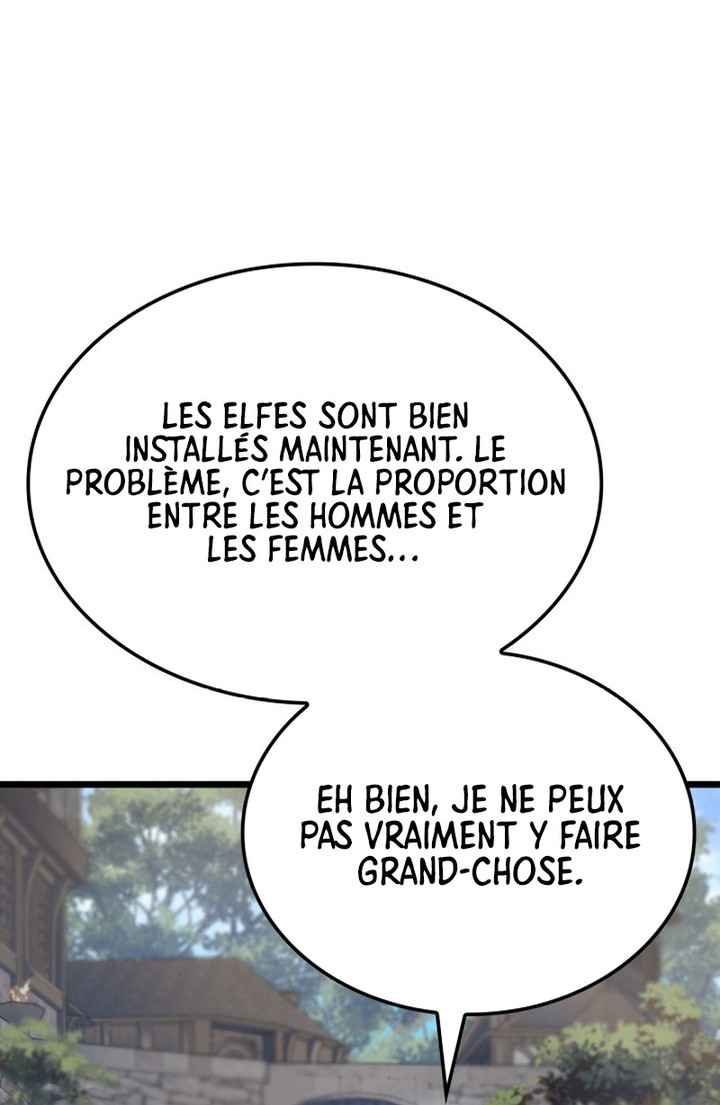 LES ELFES SONT BIEN
INSTALLÉS MAINTENANT. LE
PROBLÈME, C'EST LA PROPORTION
ENTRE LES HOMMES ET
LES FEMMES...
EH BIEN, JE NE PEUX
PAS VRAIMENT Y FAIRE
GRAND-CHOSE.